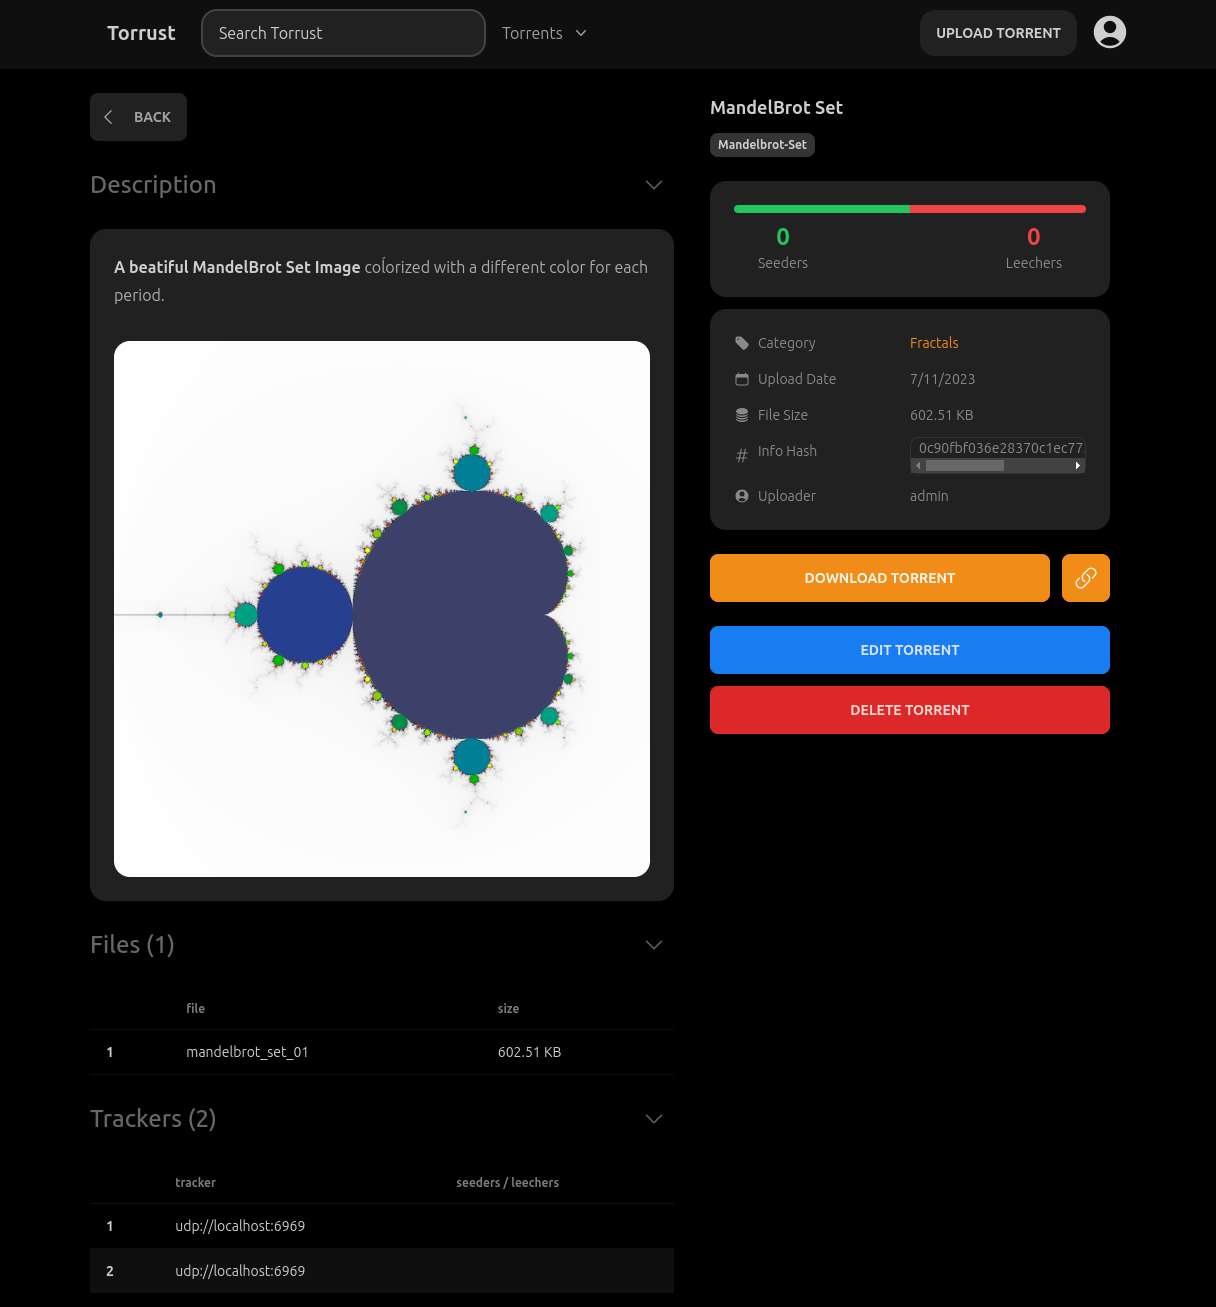 Torrust
Search Torrust
Torrents
UPLOAD TORRENT
BACK
Description
A beatiful MandelBrot Set Image coĺorized with a different color for each
period.
Files (1)
file size
1 mandelbrot_set_01 602.51 KB
Trackers (2)
tracker seeders / leechers
1 udp://localhost:6969
2 udp://localhost:6969
MandelBrot Set
Mandelbrot-Set
0 0
Seeders Leechers
Category Fractals
Upload Date 7/11/2023
File Size 602.51 KB
Info Hash 0c90fbf036e28370c1ec77
Uploader admin
DOWNLOAD TORRENT
EDIT TORRENT
DELETE TORRENT